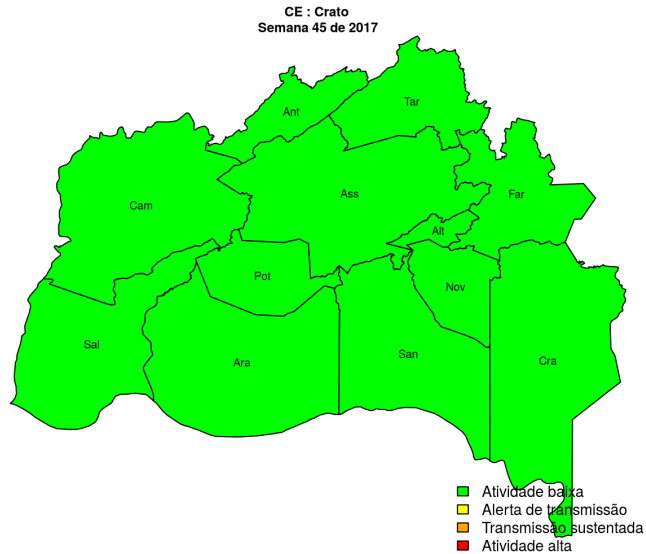 CE : Crato
Semana 45 de 2017
Tar
Ant
Ass
Far
Cam
Alt
Pot
Nov
Sal
San
Ara
Cra
Atividade baixa
Alerta de transmissão
Transmissão sustentada
Atividade alta